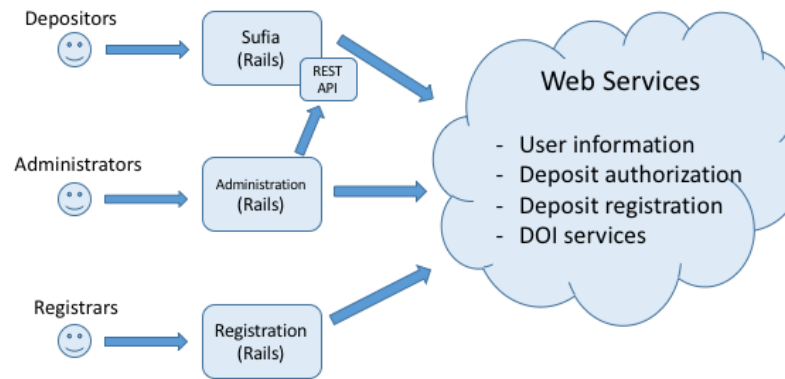 Depositors
Sufia
(Rails)
REST
API
Web Services
- User information
- Deposit authorization
- Deposit registration
- DOI services
Administrators
Administration
(Rails)
Registrars
Registration
(Rails)